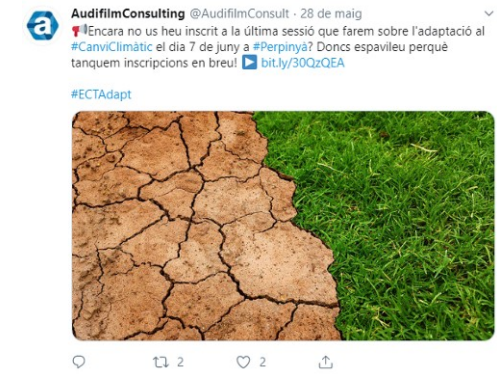 AudifilmConsulting @AudifilmConsult · 28 de maig
Encara no us heu inscrit a la última sessió que farem sobre l'adaptació al
#CanviClimàtic el dia 7 de juny a #Perpinyà? Doncs espavileu perquè
tanquem inscripcions en breu! bit.ly/30QzQEA
#ECTAdapt
2 2